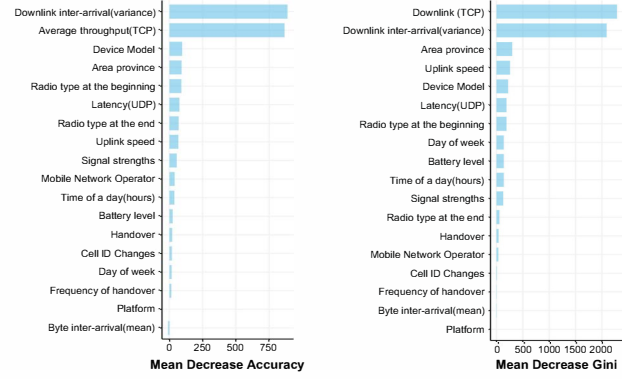 Downlink inter-arrival(variance)
Average throughput(TCP)
Device Model
Area province
Radio type at the beginning
Latency(UDP)
Radio type at the end
Uplink speed
Signal strengths
Mobile Network Operator
Time of a day(hours)
Battery level
Handover
Cell ID Changes
Day of week
Frequency of handover
Platform
Byte inter-arrival(mean)
0 250 500 750
Mean Decrease Accuracy
Downlink (TCP)
Downlink inter-arrival(variance)
Area province
Uplink speed
Device Model
Latency(UDP)
Radio type at the beginning
Day of week
Battery level
Time of a day(hours)
Signal strengths
Radio type at the end
Handover
Mobile Network Operator
Cell ID Changes
Frequency of handover
Byte inter-arrival(mean)
Platform
0 500 1000 1500 2000
Mean Decrease Gini